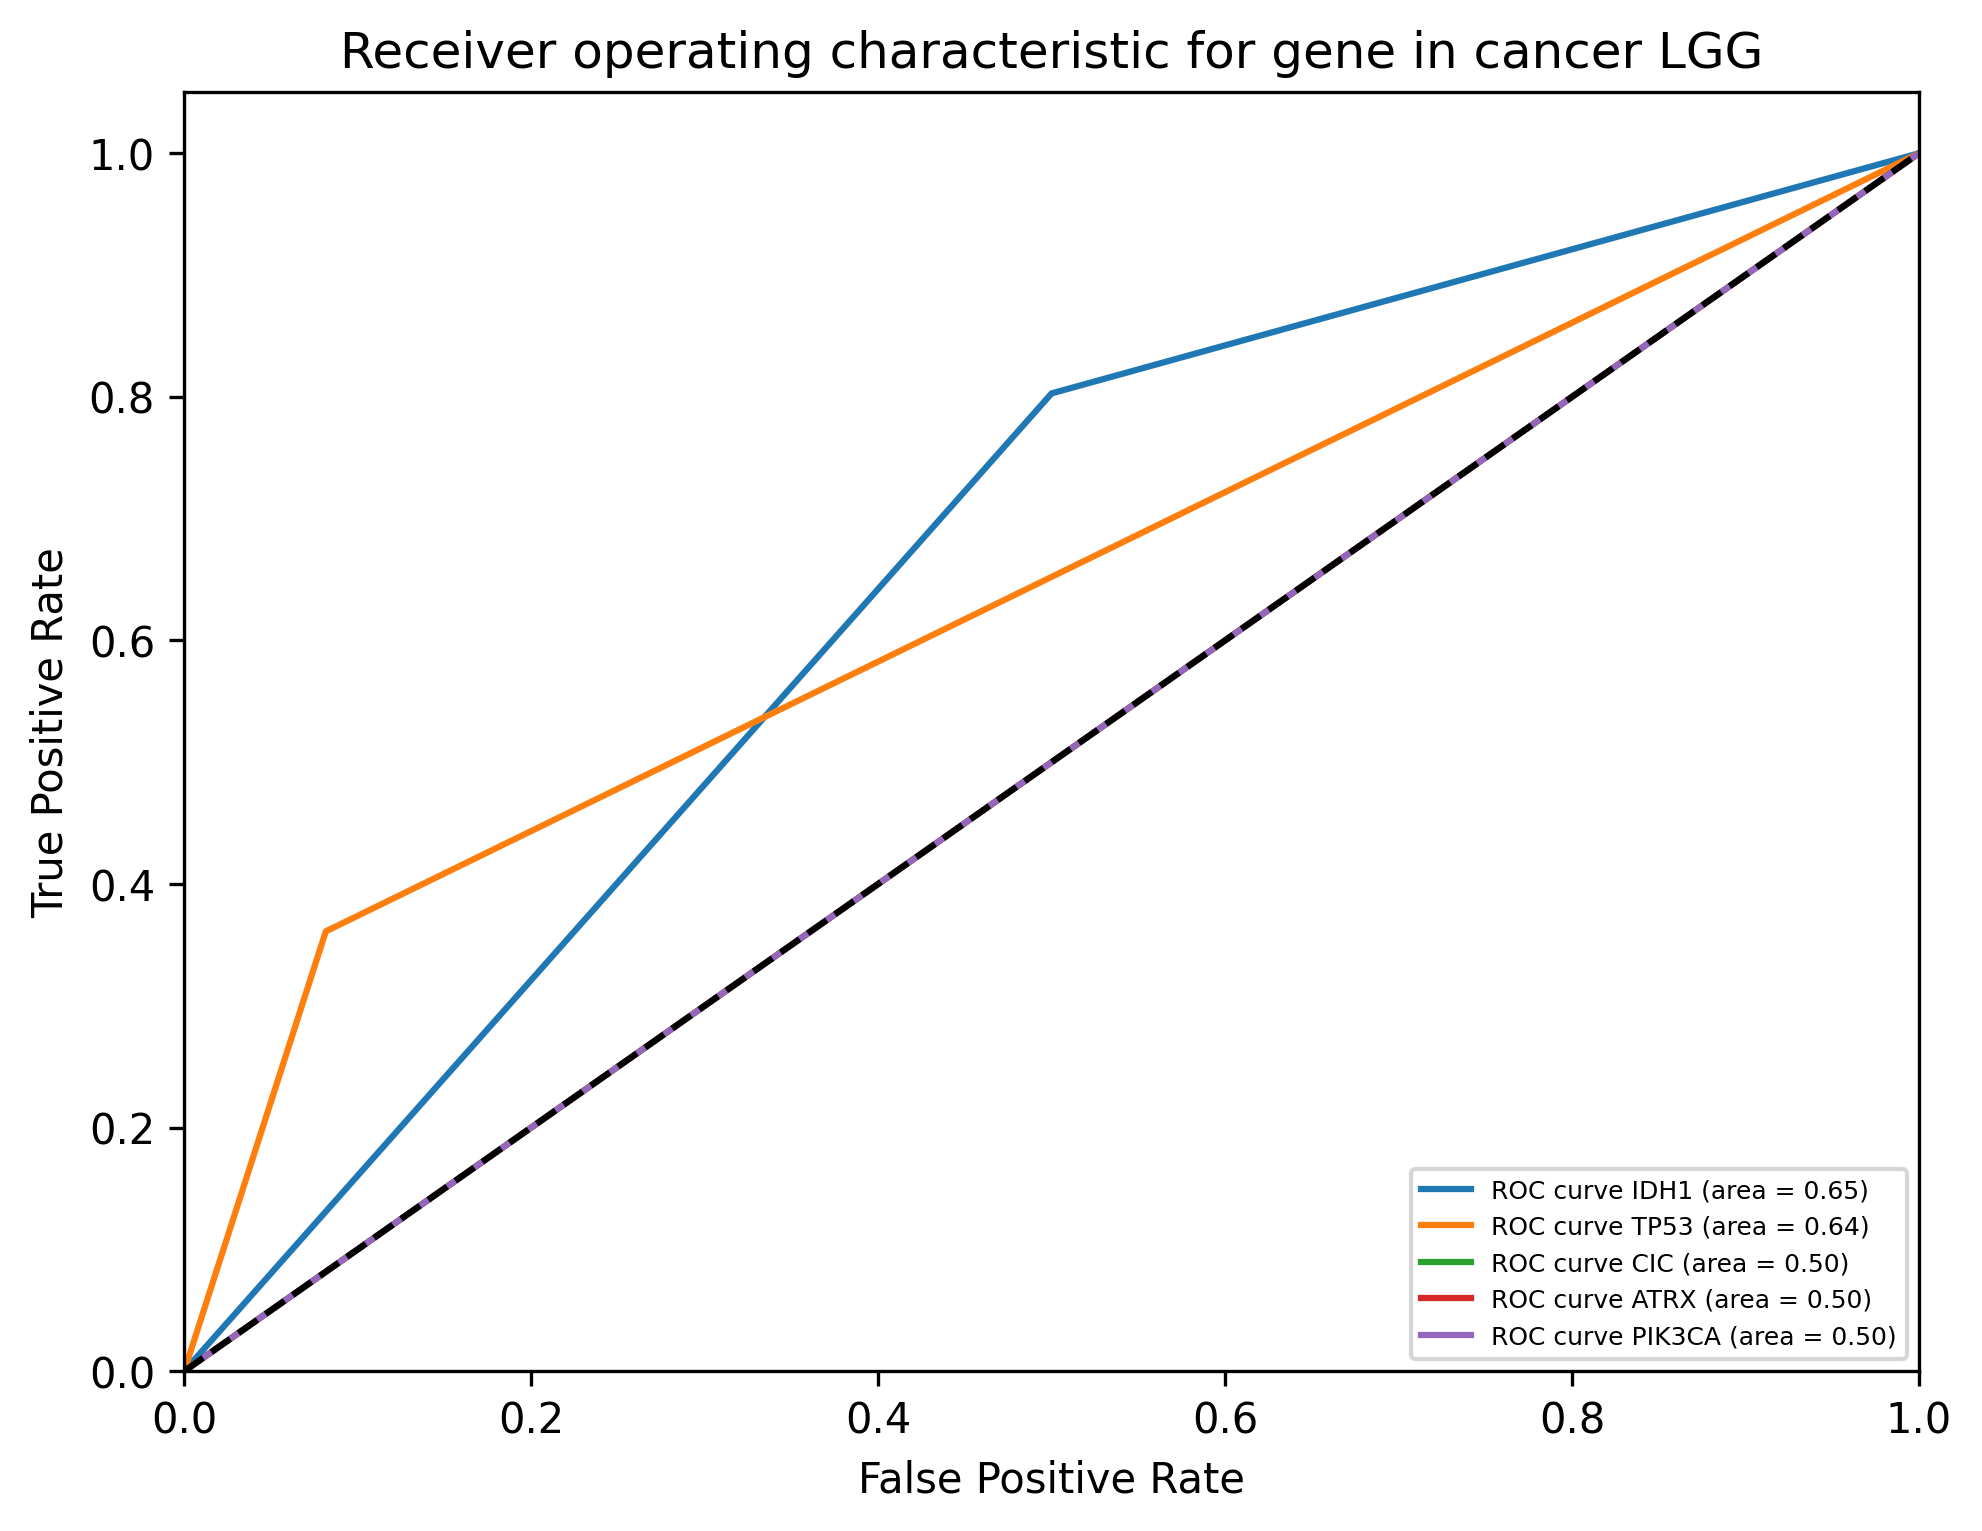 Receiver operating characteristic for gene in cancer LGG
True Positive Rate
1.0
0.8
0.6
0.4
0.2
0.0
0.0 0.2 0.4 0.6 0.8 1.0
False Positive Rate
ROC curve IDH1 (area = 0.65)
ROC curve TP53 (area = 0.64)
ROC curve CIC (area = 0.50)
ROC curve ATRX (area = 0.50)
ROC curve PIK3CA (area = 0.50)